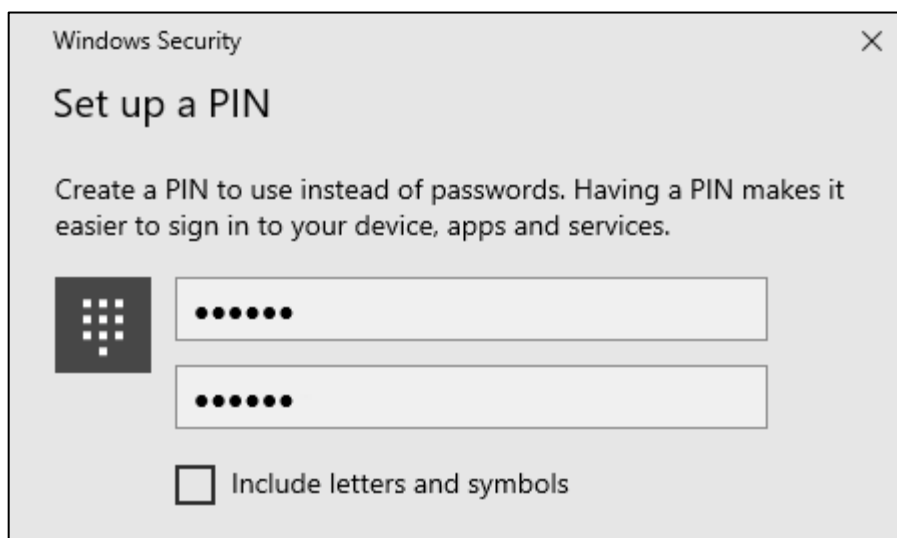 Windows Security
Set up a PIN
Create a PIN to use instead of passwords. Having a PIN makes it
easier to sign in to your device, apps and services.
●●●●●●
●●●●●●
Include letters and symbols